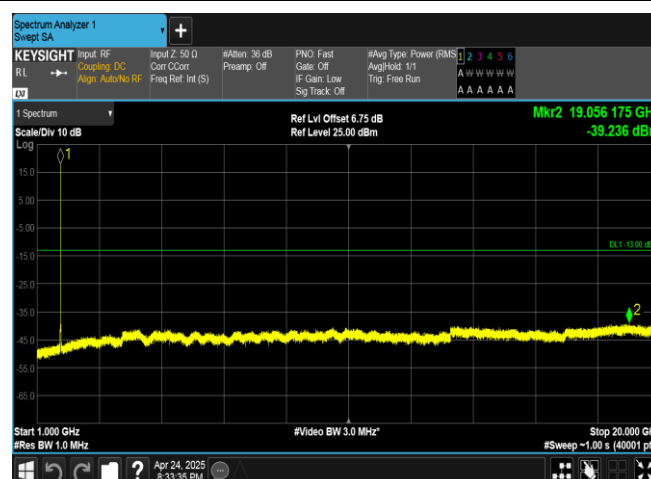 Spectrum Analyzer 1
Swept SA
+
KEYSIGHT
RL
LXI
Input: RF
Coupling: DC
Align: Auto/No RF
Input Z: 50 Ω
Corr CCorr
Freq Ref: Int (S)
#Atten: 36 dB
Preamp: Off
PNO: Fast
Gate: Off
IF Gain: Low
Sig Track: Off
#Avg Type: Power (RMS
Avg|Hold: 1/1
Trig: Free Run
1 2 3 4 5 6
A W W W W W
A A A A A A
1 Spectrum
Scale/Div 10 dB
Ref Lvl Offset 6.75 dB
Ref Level 25.00 dBm
Mkr2 19.056 175 GH
-39.236 dB
Log
1
15.0
5.00
-5.00
DL1 -13.00 d
-15.0
-25.0
2
-35.0
-45.0
-55.0
-65.0
Start 1.000 GHz
#Res BW 1.0 MHz
#Video BW 3.0 MHz*
Stop 20.000 G
#Sweep ~1.00 s (40001 pt
?
Apr 24, 2025
8:33:35 PM